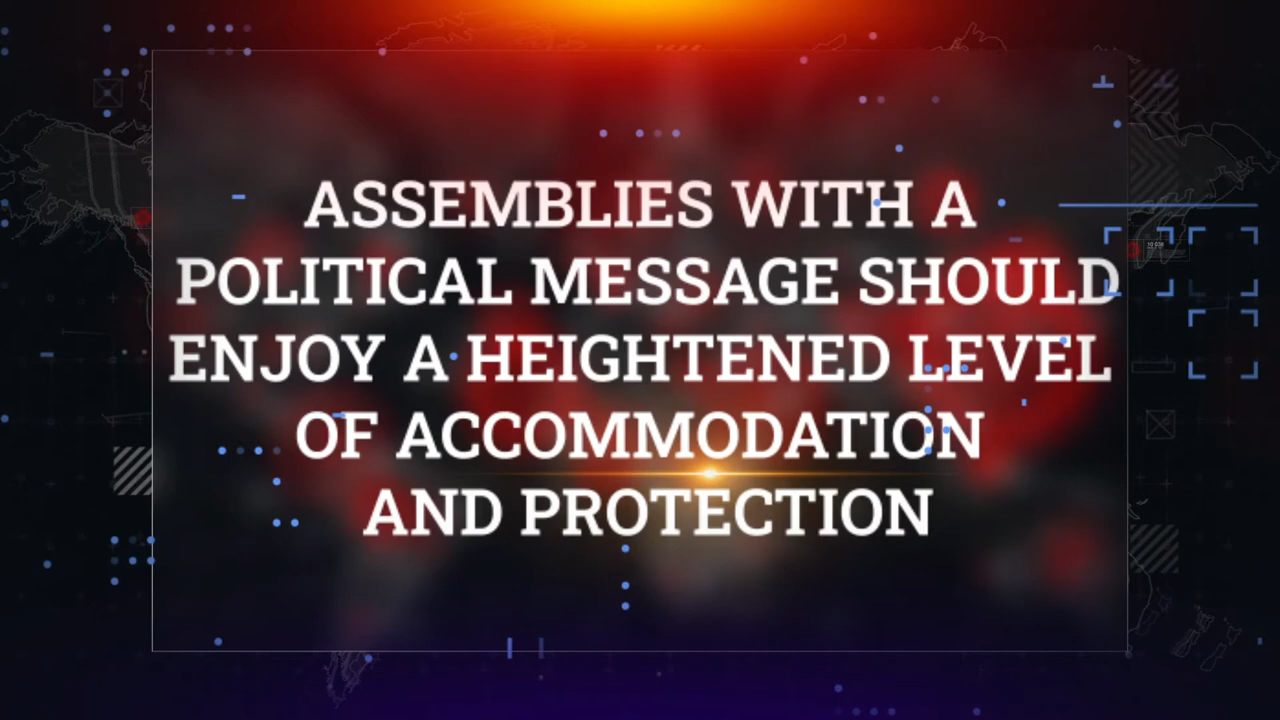 ASSEMBLIES WITH A
POLITICAL MESSAGE SHOULD
ENJOY A HEIGHTENED LEVEL
OF ACCOMMODATION
AND PROTECTION